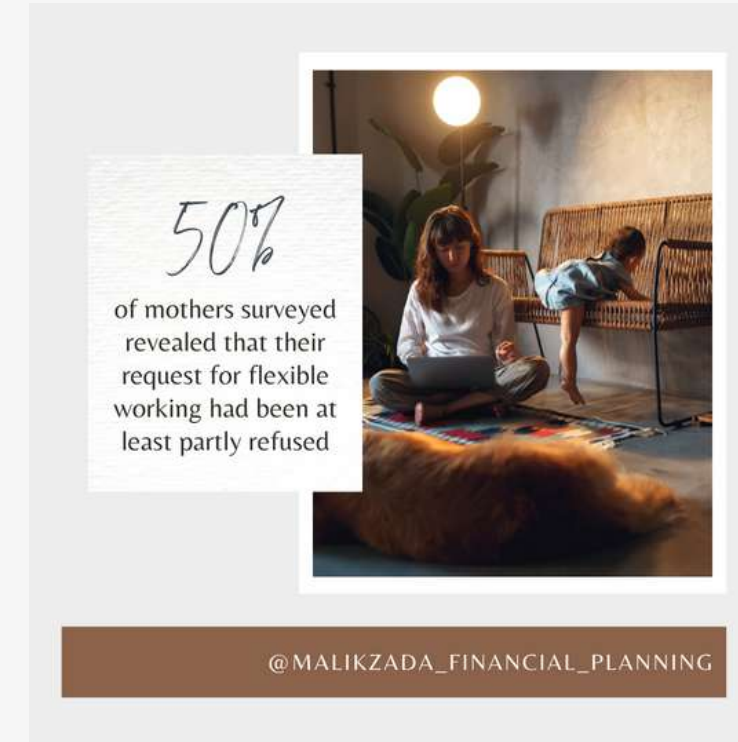 50%
of mothers surveyed
revealed that their
request for flexible
working had been at
least partly refused
@MALIKZADA_FINANCIAL_PLANNING